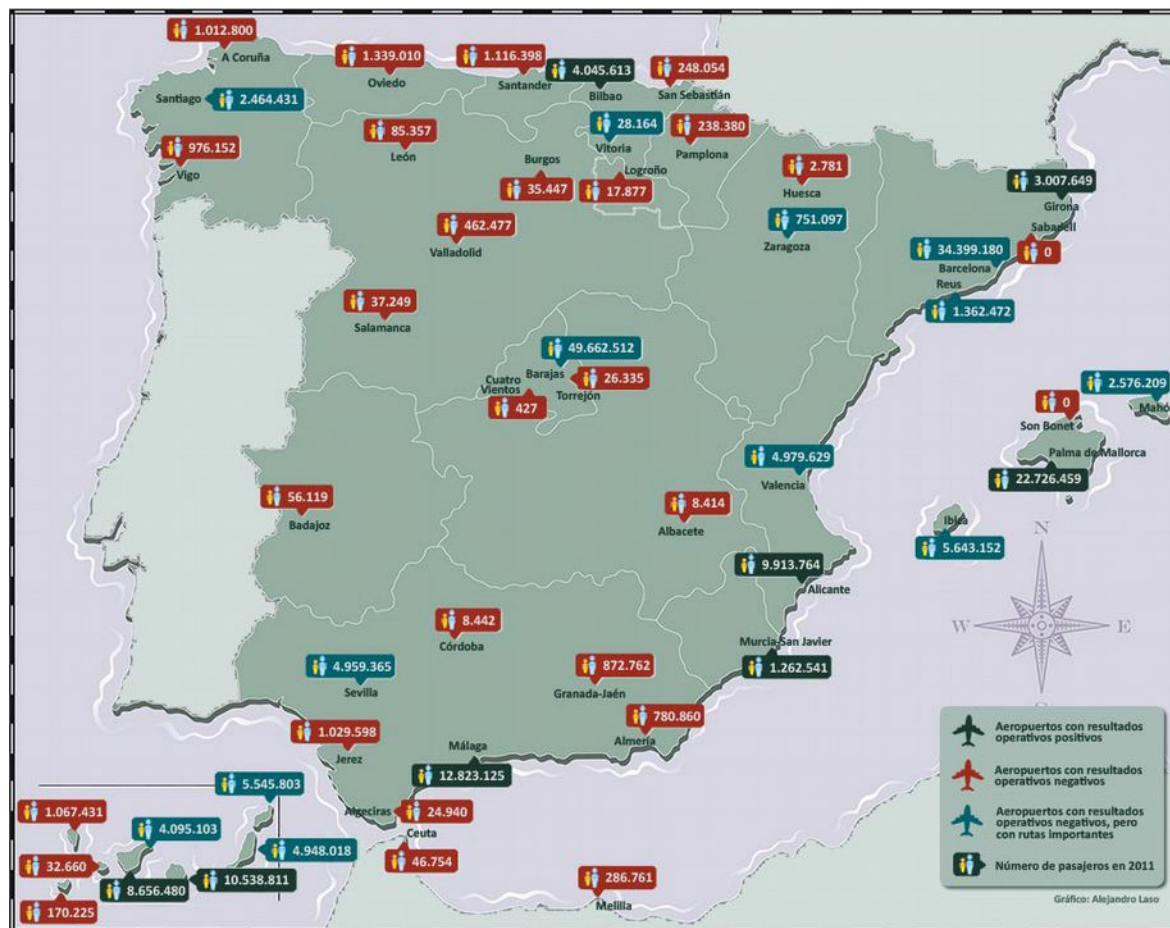 1.012.800
A Coruña
1.339.010
Oviedo
1.116.398
Santander
4.045.613
Bilbao
248.054
San Sebastián
Santiago
2.464.431
85.357
León
28.164
Vitoria
238.380
Pamplona
976.152
Vigo
Burgos
35.447
Logroño
17.877
2.781
Huesca
3.007.649
Girona
462.477
Valladolid
751.097
Zaragoza
Sabadell
0
34.399.180
Barcelona
Reus
1.362.472
37.249
Salamanca
49.662.512
Barajas
26.335
Torrejón
Cuatro
Vientos
427
2.576.209
Mahó
0
Son Bonet
Palma de Mallorca
22.726.459
4.979.629
Valencia
56.119
Badajoz
8.414
Albacete
Ibiza
5.643.152
9.913.764
Alicante
N
W
E
8.442
Córdoba
Murcia-San Javier
1.262.541
4.959.365
Sevilla
872.762
Granada-Jaén
780.860
Almería
1.029.598
Jerez
Málaga
12.823.125
Algeciras
24.940
Ceuta
46.754
286.761
Melilla
5.545.803
1.067.431
4.095.103
4.948.018
32.660
8.656.480
10.538.811
170.225
Aeropuertos con resultados
operativos positivos
Aeropuertos con resultados
operativos negativos
Aeropuertos con resultados
operativos negativos, pero
con rutas importantes
Número de pasajeros en 2011
Gráfico: Alejandro Laso